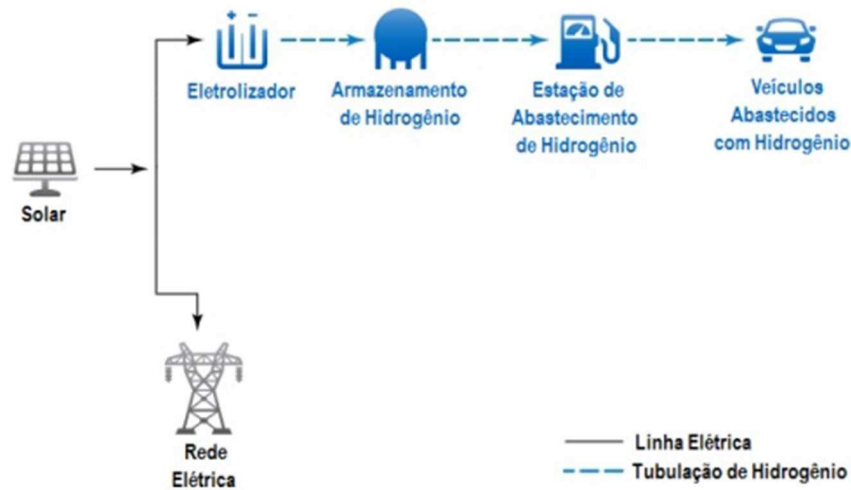 Eletrolizador
Armazenamento
de Hidrogênio
Estação de
Abastecimento
de Hidrogênio
Veículos
Abastecidos
com Hidrogênio
Solar
Rede
Elétrica
Linha Elétrica
Tubulação de Hidrogênio